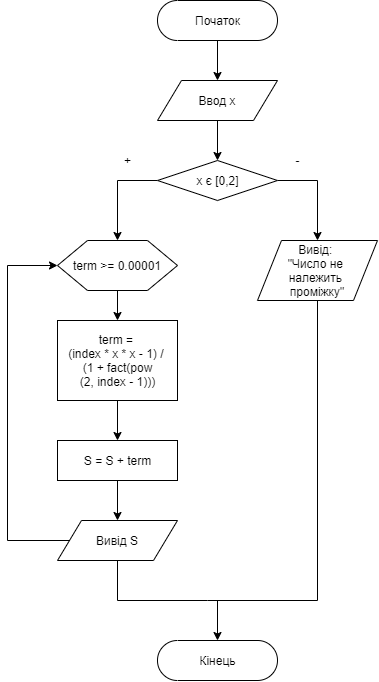 Початок
Ввод x
+
-
x є [0,2]
term >= 0.00001
Вивід:
"Число не
належить
проміжку"
term =
(index * x * x - 1) /
(1 + fact(pow
(2, index - 1)))
S = S + term
Вивід S
Кінець